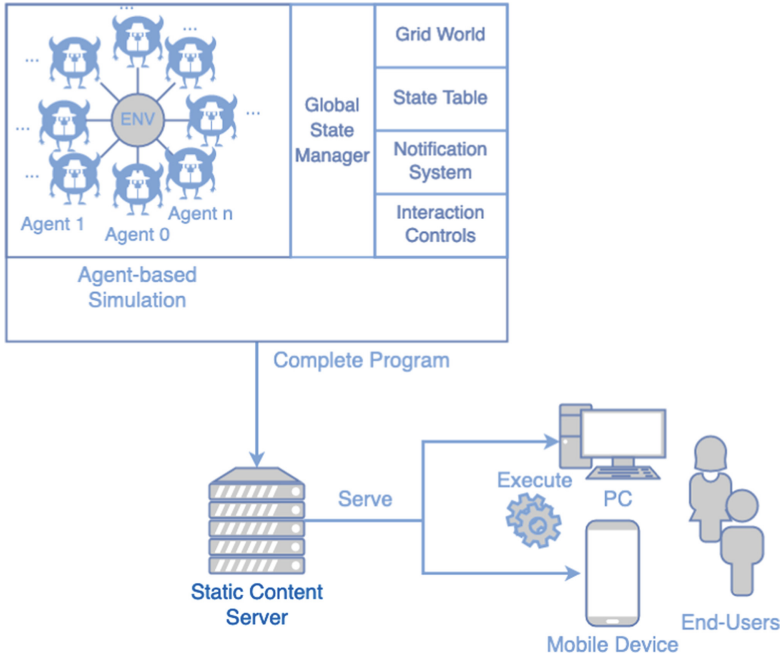 ...
...
...
ENV
...
...
...
Agent 1
Agent 0
Agent n
Global
State
Manager
Grid World
State Table
Notification
System
Interaction
Controls
Agent-based
Simulation
Complete Program
Serve
Execute
PC
Static Content
Server
Mobile Device
End-Users